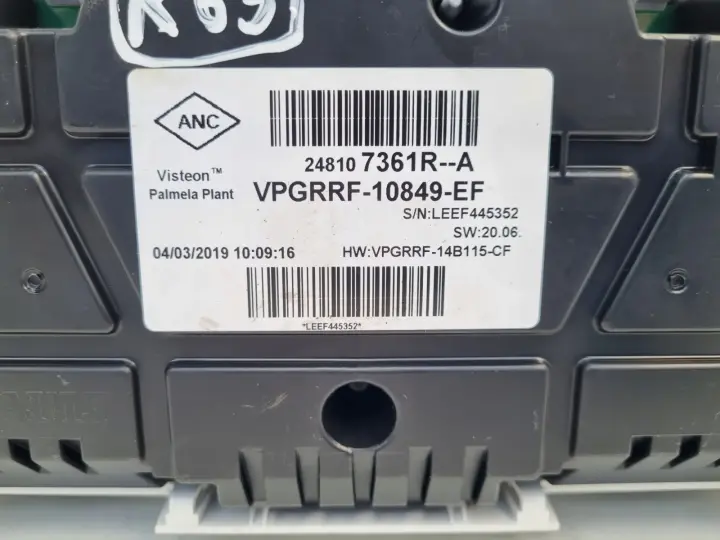 K69
ANC
24810 7361R--A
Visteon™
Palmela Plant
VPGRRF-10849-EF
S/N:LEEF445352
SW:20.06.
04/03/2019 10:09:16
HW:VPGRRF-14B115-CF
*LEEF445352*